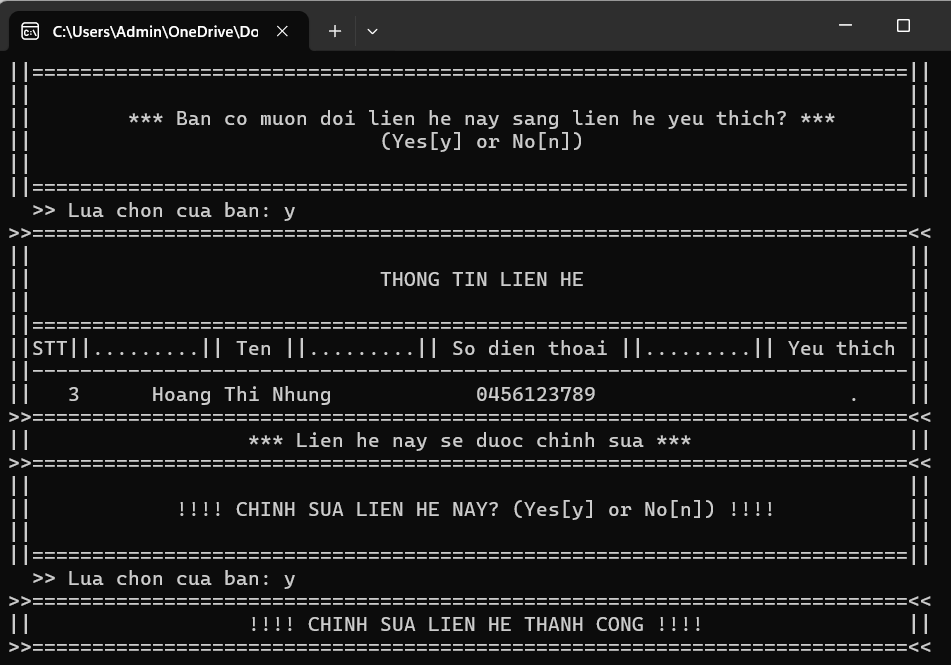 C:\Users\Admin\OneDrive\Do
||=========================================================================||
||                                                                         ||
||        *** Ban co muon doi lien he nay sang lien he yeu thich? ***      ||
||                             (Yes[y] or No[n])                           ||
||                                                                         ||
||=========================================================================||
  >> Lua chon cua ban: y
>>=========================================================================<<
||                                                                         ||
||                             THONG TIN LIEN HE                           ||
||                                                                         ||
||=========================================================================||
||STT||.........|| Ten ||.........|| So dien thoai ||.........|| Yeu thich ||
||-------------------------------------------------------------------------||
||   3      Hoang Thi Nhung            0456123789                     .    ||
>>=========================================================================<<
||                  *** Lien he nay se duoc chinh sua ***                  ||
>>=========================================================================<<
||                                                                         ||
||            !!!! CHINH SUA LIEN HE NAY? (Yes[y] or No[n]) !!!!           ||
||                                                                         ||
||=========================================================================||
  >> Lua chon cua ban: y
>>=========================================================================<<
||                  !!!! CHINH SUA LIEN HE THANH CONG !!!!                 ||
>>=========================================================================<<